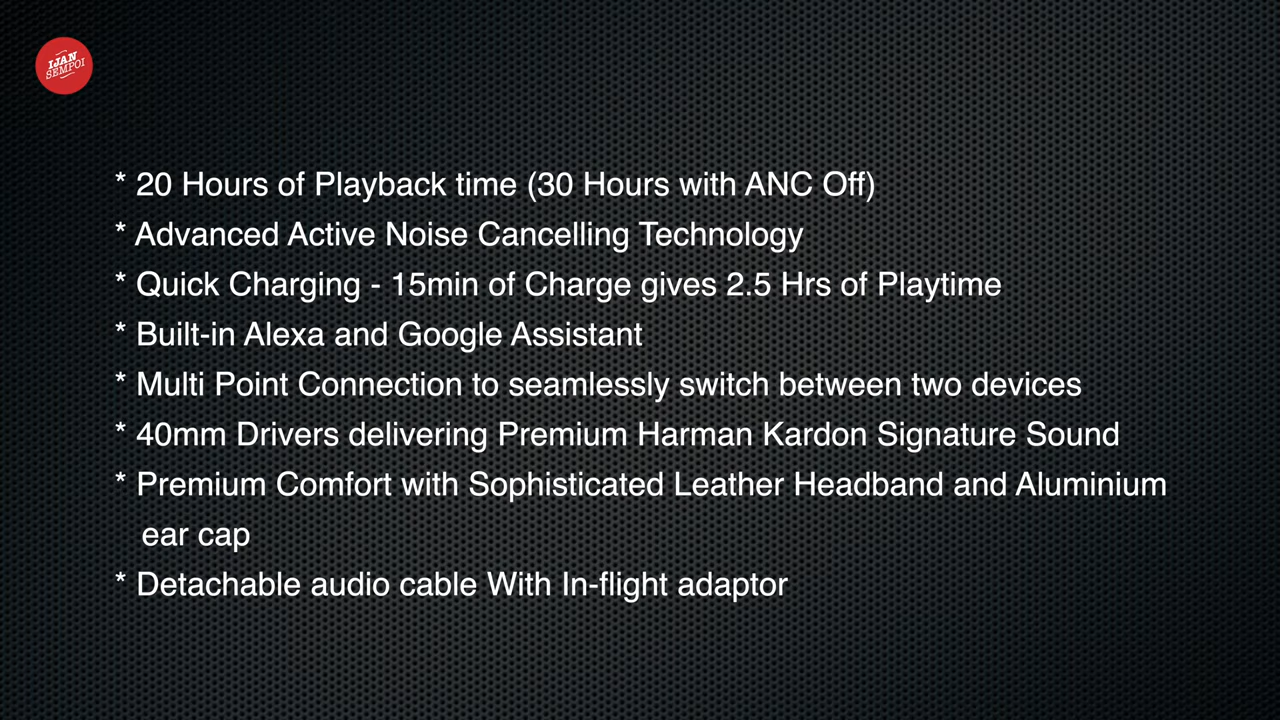 IJAN
SEMPOI
* 20 Hours of Playback time (30 Hours with ANC Off)
* Advanced Active Noise Cancelling Technology
* Quick Charging - 15min of Charge gives 2.5 Hrs of Playtime
* Built-in Alexa and Google Assistant
* Multi Point Connection to seamlessly switch between two devices
* 40mm Drivers delivering Premium Harman Kardon Signature Sound
* Premium Comfort with Sophisticated Leather Headband and Aluminium
ear cap
* Detachable audio cable With In-flight adaptor